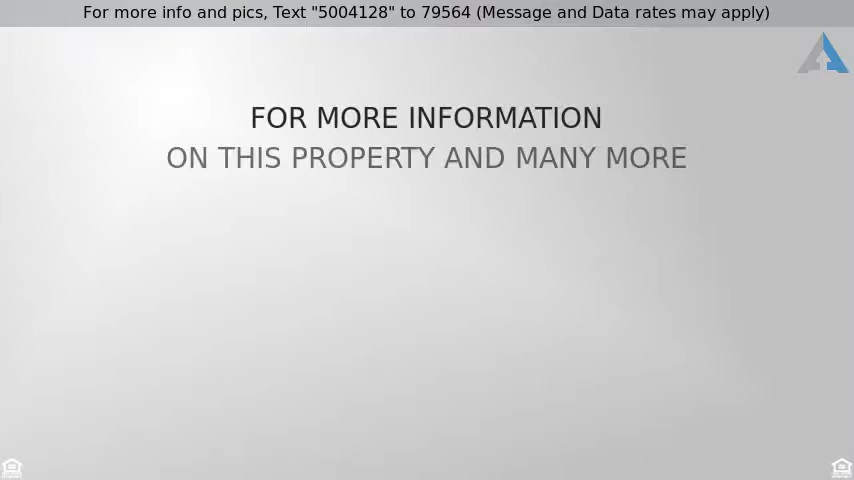 For more info and pics, Text "5004128" to 79564 (Message and Data rates may apply)
FOR MORE INFORMATION
ON THIS PROPERTY AND MANY MORE